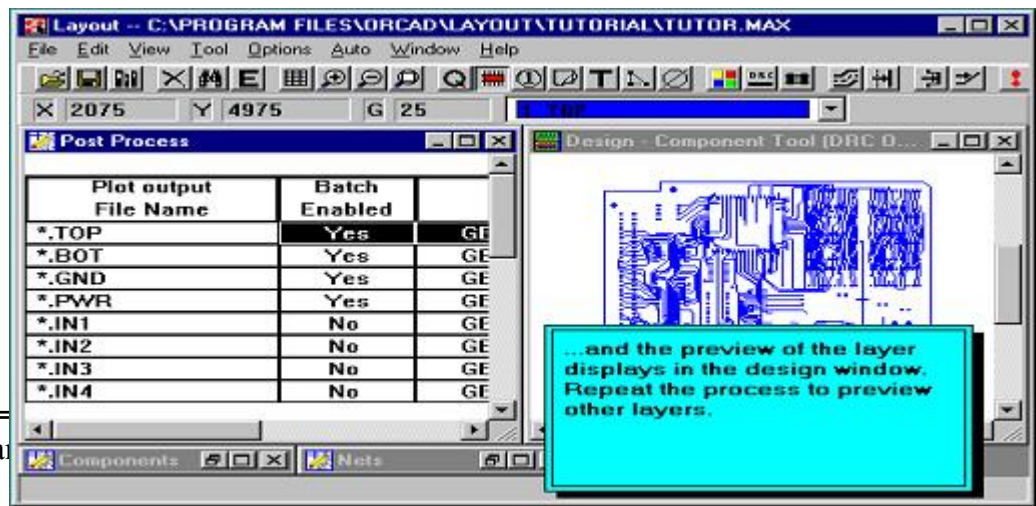 Layout -- C:\PROGRAM FILES\ORCAD\LAYOUT\TUTORIAL\TUTOR.MAX
File Edit View Tool Options Auto Window Help
X 2075 Y 4975 G 25 1 TOP
Post Process
Plot output File Name Batch Enabled
*.TOP Yes GE
*.BOT Yes GE
*.GND Yes GE
*.PWR Yes GE
*.IN1 No GE
*.IN2 No GE
*.IN3 No GE
*.IN4 No GE
Design - Component Tool (DRC O...
...and the preview of the layer
displays in the design window.
Repeat the process to preview
other layers.
Components Nets